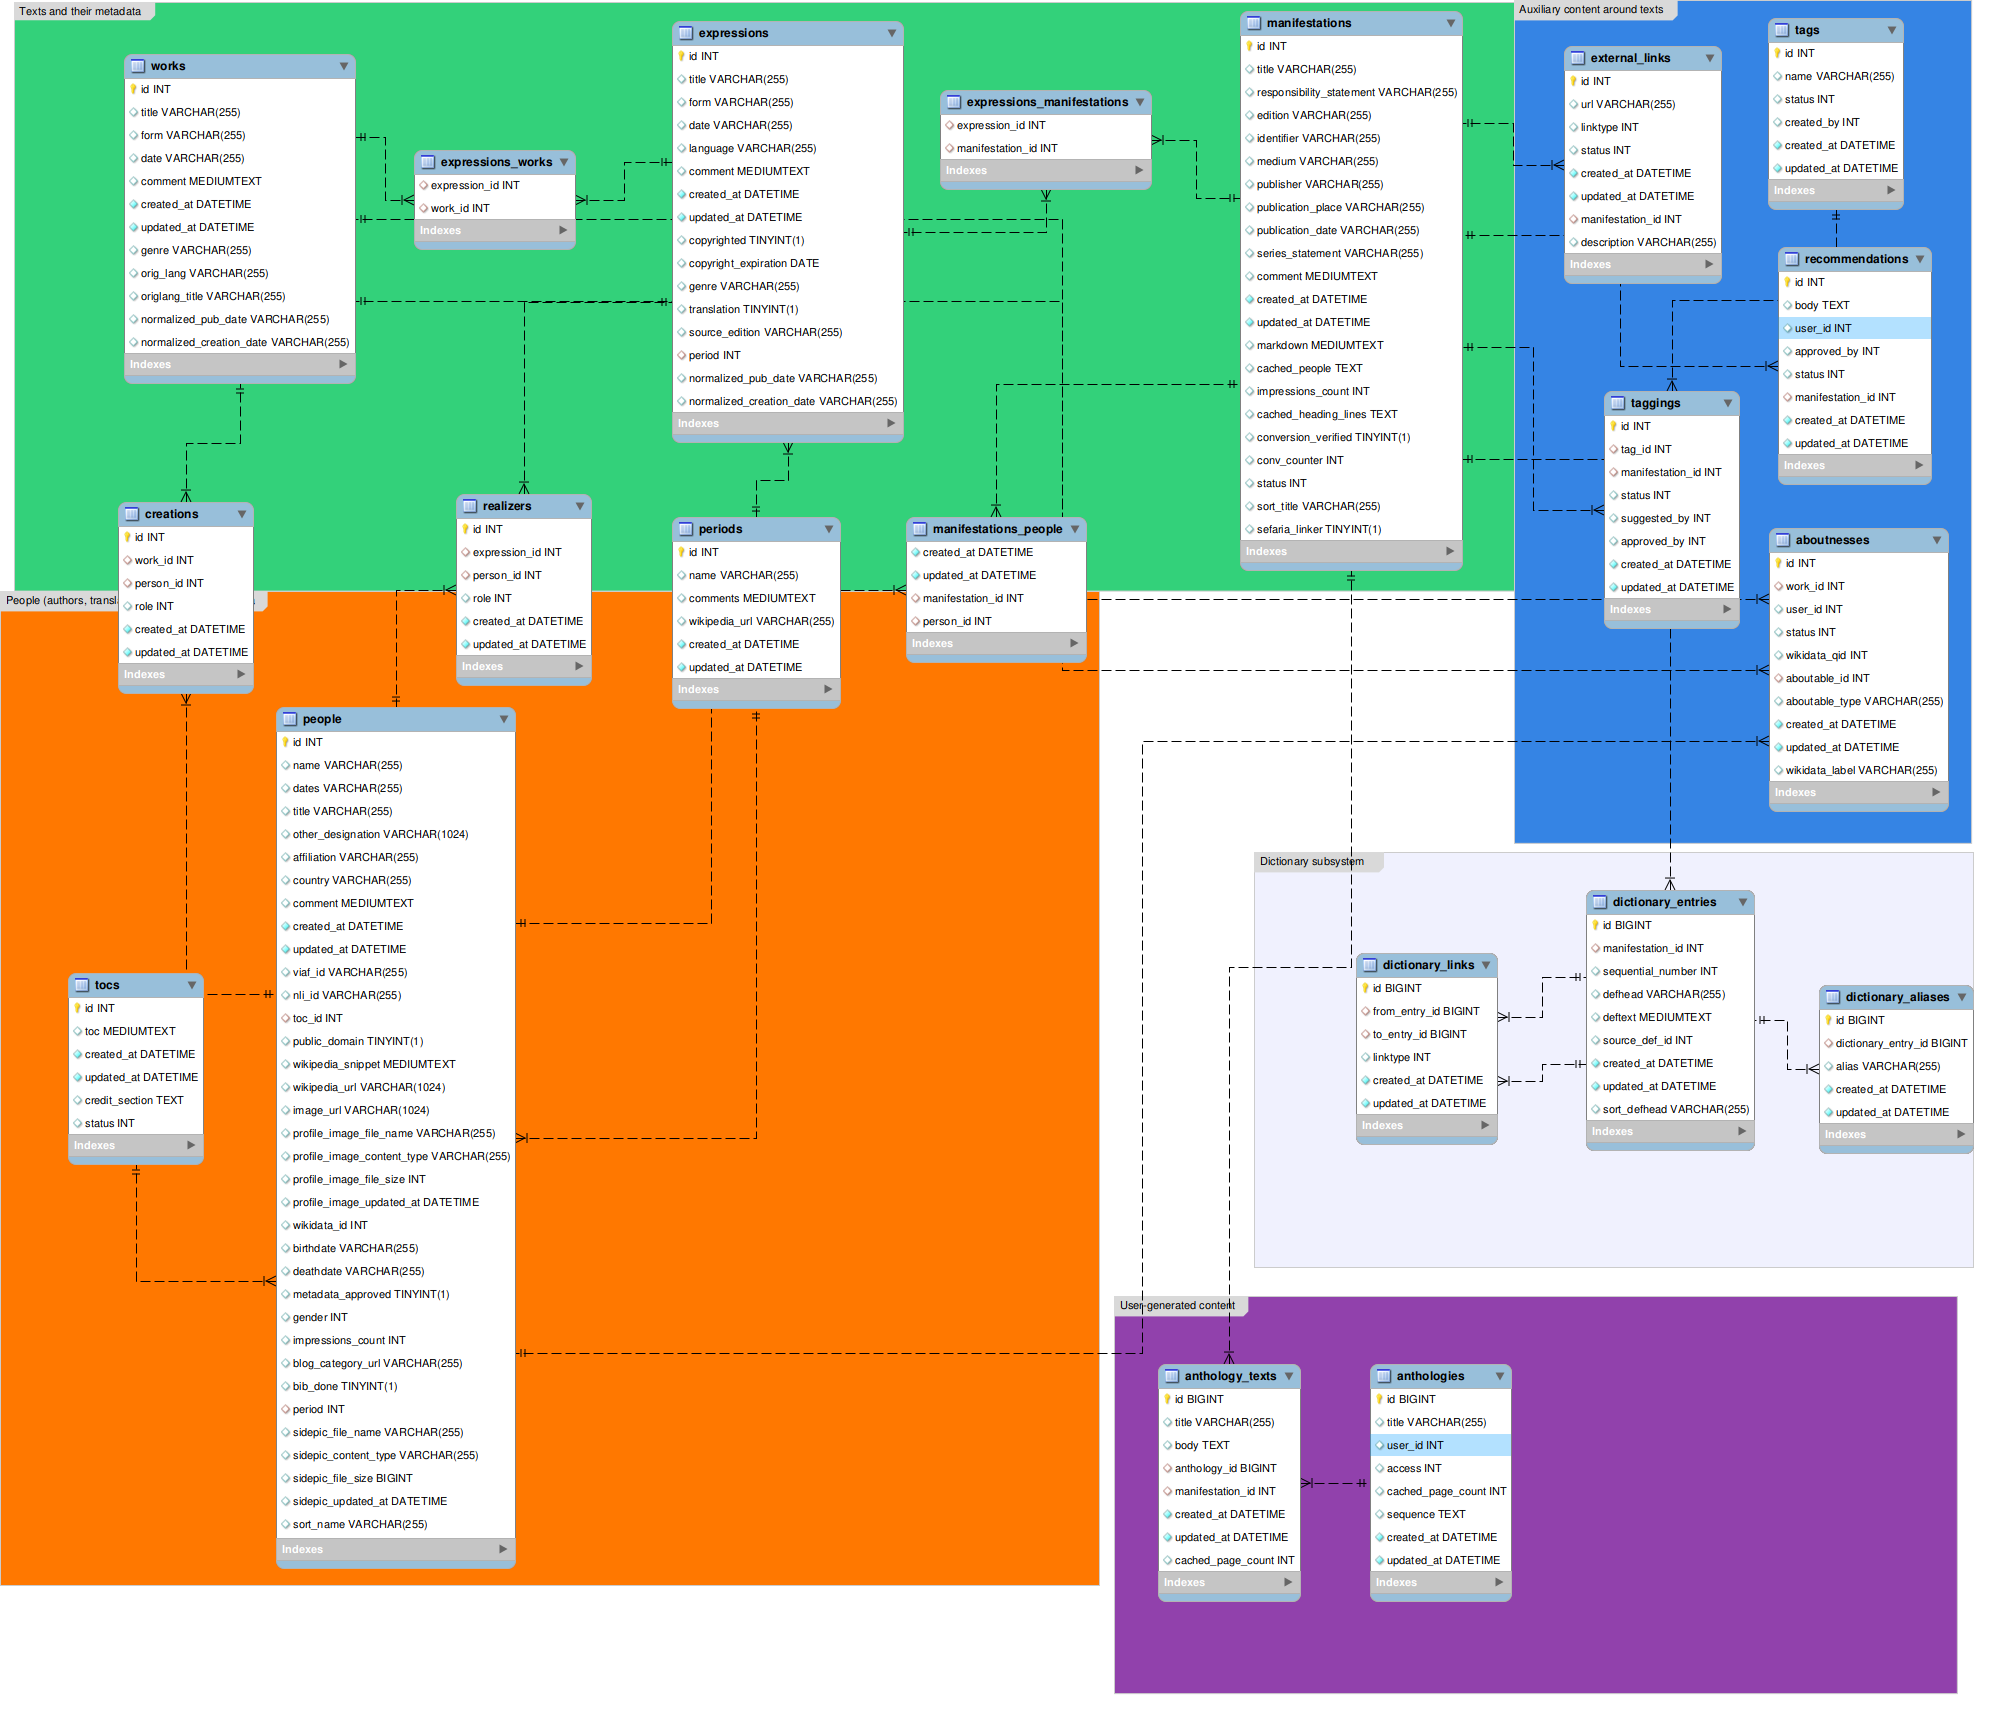 Texts and their metadata
works
id INT
title VARCHAR(255)
form VARCHAR(255)
date VARCHAR(255)
comment MEDIUMTEXT
created_at DATETIME
updated_at DATETIME
genre VARCHAR(255)
orig_lang VARCHAR(255)
origlang_title VARCHAR(255)
normalized_pub_date VARCHAR(255)
normalized_creation_date VARCHAR(255)
Indexes
expressions_works
expression_id INT
work_id INT
Indexes
expressions
id INT
title VARCHAR(255)
form VARCHAR(255)
date VARCHAR(255)
language VARCHAR(255)
comment MEDIUMTEXT
created_at DATETIME
updated_at DATETIME
copyrighted TINYINT(1)
copyright_expiration DATE
genre VARCHAR(255)
translation TINYINT(1)
source_edition VARCHAR(255)
period INT
normalized_pub_date VARCHAR(255)
normalized_creation_date VARCHAR(255)
Indexes
expressions_manifestations
expression_id INT
manifestation_id INT
Indexes
manifestations
id INT
title VARCHAR(255)
responsibility_statement VARCHAR(255)
edition VARCHAR(255)
identifier VARCHAR(255)
medium VARCHAR(255)
publisher VARCHAR(255)
publication_place VARCHAR(255)
publication_date VARCHAR(255)
series_statement VARCHAR(255)
comment MEDIUMTEXT
created_at DATETIME
updated_at DATETIME
markdown MEDIUMTEXT
cached_people TEXT
impressions_count INT
cached_heading_lines TEXT
conversion_verified TINYINT(1)
conv_counter INT
status INT
sort_title VARCHAR(255)
sefaria_linker TINYINT(1)
Indexes
creations
id INT
work_id INT
person_id INT
role INT
created_at DATETIME
updated_at DATETIME
Indexes
realizers
id INT
expression_id INT
person_id INT
role INT
created_at DATETIME
updated_at DATETIME
Indexes
periods
id INT
name VARCHAR(255)
comments MEDIUMTEXT
wikipedia_url VARCHAR(255)
created_at DATETIME
updated_at DATETIME
Indexes
manifestations_people
created_at DATETIME
updated_at DATETIME
manifestation_id INT
person_id INT
Indexes
Auxiliary content around texts
external_links
id INT
url VARCHAR(255)
linktype INT
status INT
created_at DATETIME
updated_at DATETIME
manifestation_id INT
description VARCHAR(255)
Indexes
tags
id INT
name VARCHAR(255)
status INT
created_by INT
created_at DATETIME
updated_at DATETIME
Indexes
recommendations
id INT
body TEXT
user_id INT
approved_by INT
status INT
manifestation_id INT
created_at DATETIME
updated_at DATETIME
Indexes
taggings
id INT
tag_id INT
manifestation_id INT
status INT
suggested_by INT
approved_by INT
created_at DATETIME
updated_at DATETIME
Indexes
aboutnesses
id INT
work_id INT
user_id INT
status INT
wikidata_qid INT
aboutable_id INT
aboutable_type VARCHAR(255)
created_at DATETIME
updated_at DATETIME
wikidata_label VARCHAR(255)
Indexes
People (authors,
people
id INT
name VARCHAR(255)
dates VARCHAR(255)
title VARCHAR(255)
other_designation VARCHAR(1024)
affiliation VARCHAR(255)
country VARCHAR(255)
comment MEDIUMTEXT
created_at DATETIME
updated_at DATETIME
viaf_id VARCHAR(255)
nli_id VARCHAR(255)
toc_id INT
public_domain TINYINT(1)
wikipedia_snippet MEDIUMTEXT
wikipedia_url VARCHAR(1024)
image_url VARCHAR(1024)
profile_image_file_name VARCHAR(255)
profile_image_content_type VARCHAR(255)
profile_image_file_size INT
profile_image_updated_at DATETIME
wikidata_id INT
birthdate VARCHAR(255)
deathdate VARCHAR(255)
metadata_approved TINYINT(1)
gender INT
impressions_count INT
blog_category_url VARCHAR(255)
bib_done TINYINT(1)
period INT
sidepic_file_name VARCHAR(255)
sidepic_content_type VARCHAR(255)
sidepic_file_size BIGINT
sidepic_updated_at DATETIME
sort_name VARCHAR(255)
Indexes
tocs
id INT
toc MEDIUMTEXT
created_at DATETIME
updated_at DATETIME
credit_section TEXT
status INT
Indexes
Dictionary subsystem
dictionary_links
id BIGINT
from_entry_id BIGINT
to_entry_id BIGINT
linktype INT
created_at DATETIME
updated_at DATETIME
Indexes
dictionary_entries
id BIGINT
manifestation_id INT
sequential_number INT
defhead VARCHAR(255)
deftext MEDIUMTEXT
source_def_id INT
created_at DATETIME
updated_at DATETIME
sort_defhead VARCHAR(255)
Indexes
dictionary_aliases
id BIGINT
dictionary_entry_id BIGINT
alias VARCHAR(255)
created_at DATETIME
updated_at DATETIME
Indexes
User-generated content
anthology_texts
id BIGINT
title VARCHAR(255)
body TEXT
anthology_id BIGINT
manifestation_id INT
created_at DATETIME
updated_at DATETIME
cached_page_count INT
Indexes
anthologies
id BIGINT
title VARCHAR(255)
user_id INT
access INT
cached_page_count INT
sequence TEXT
created_at DATETIME
updated_at DATETIME
Indexes